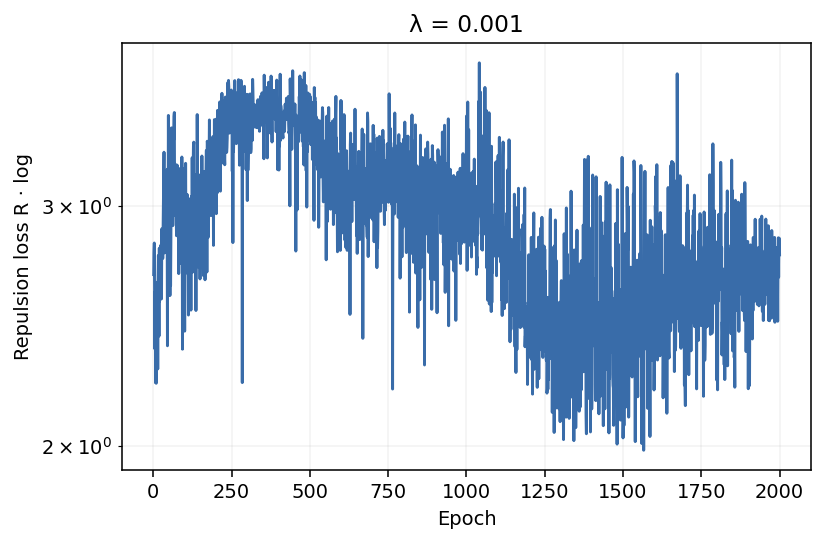 λ = 0.001
Repulsion loss R · log
3 × 10⁰
2 × 10⁰
0 250 500 750 1000 1250 1500 1750 2000
Epoch